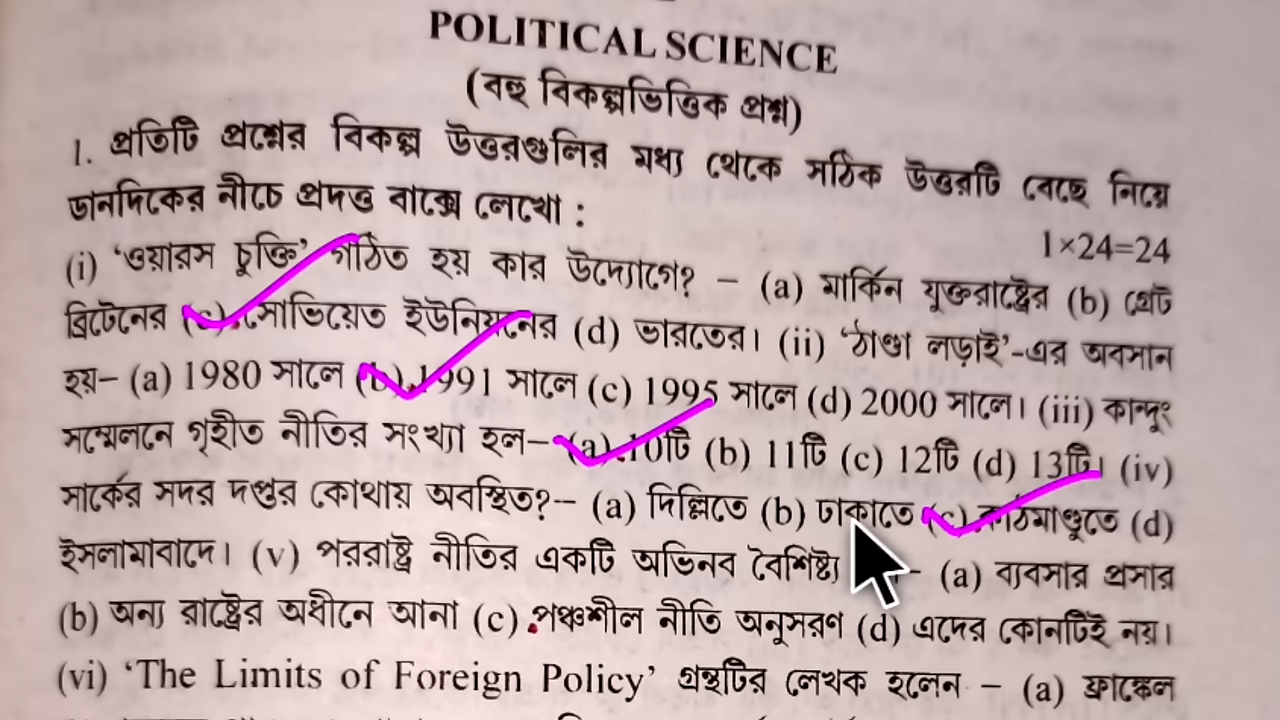 POLITICAL SCIENCE
(বহু বিকল্পভিত্তিক প্রশ্ন)
1. প্রতিটি প্রশ্নের বিকল্প উত্তরগুলির মধ্য থেকে সঠিক উত্তরটি বেছে নিয়ে
ডানদিকের নীচে প্রদত্ত বাক্সে লেখো :
1×24=24
(i) ‘ওয়ারস চুক্তি’ গঠিত হয় কার উদ্যোগে? – (a) মার্কিন যুক্তরাষ্ট্রের (b) গ্রেট
ব্রিটেনের (c) সোভিয়েত ইউনিয়নের (d) ভারতের। (ii) ‘ঠাণ্ডা লড়াই’-এর অবসান
হয়– (a) 1980 সালে (b) 1991 সালে (c) 1995 সালে (d) 2000 সালে। (iii) বান্দুং
সম্মেলনে গৃহীত নীতির সংখ্যা হল– (a) 10টি (b) 11টি (c) 12টি (d) 13টি। (iv)
সার্কের সদর দপ্তর কোথায় অবস্থিত?– (a) দিল্লিতে (b) ঢাকাতে (c) কাঠমাণ্ডুতে (d)
ইসলামাবাদে। (v) পররাষ্ট্র নীতির একটি অভিনব বৈশিষ্ট্য – (a) ব্যবসার প্রসার
(b) অন্য রাষ্ট্রের অধীনে আনা (c) পঞ্চশীল নীতি অনুসরণ (d) এদের কোনটিই নয়।
(vi) ‘The Limits of Foreign Policy’ গ্রন্থটির লেখক হলেন – (a) ফ্রাঙ্কেল